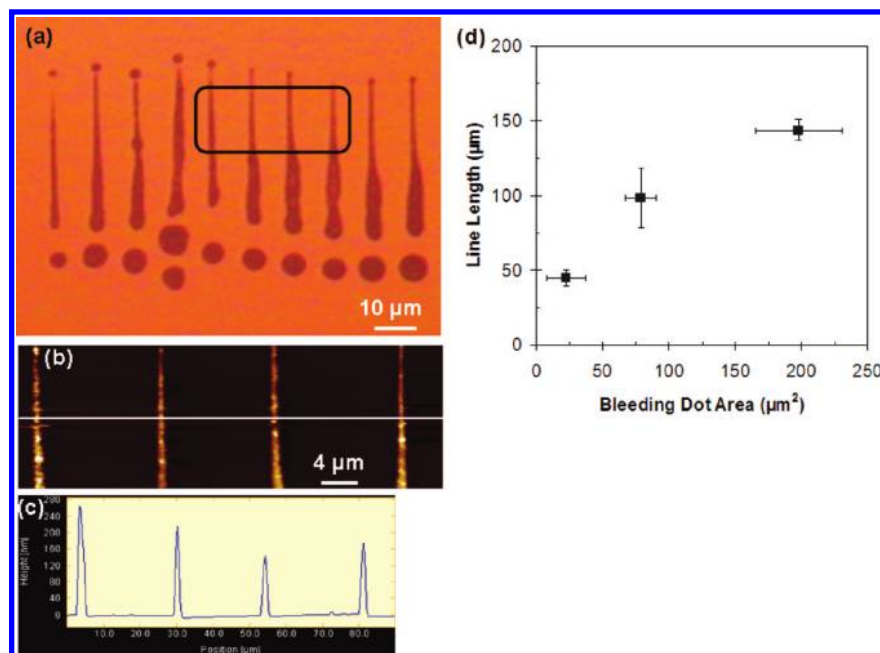 (a)
10 µm
(b)
4 µm
(c)
280
240
200
160
120
80
40
0
Height [nm]
10.0 20.0 30.0 40.0 50.0 60.0 70.0 80.0
Position [µm]
(d)
200
150
100
50
0
Line Length (µm)
0 50 100 150 200 250
Bleeding Dot Area (µm²)